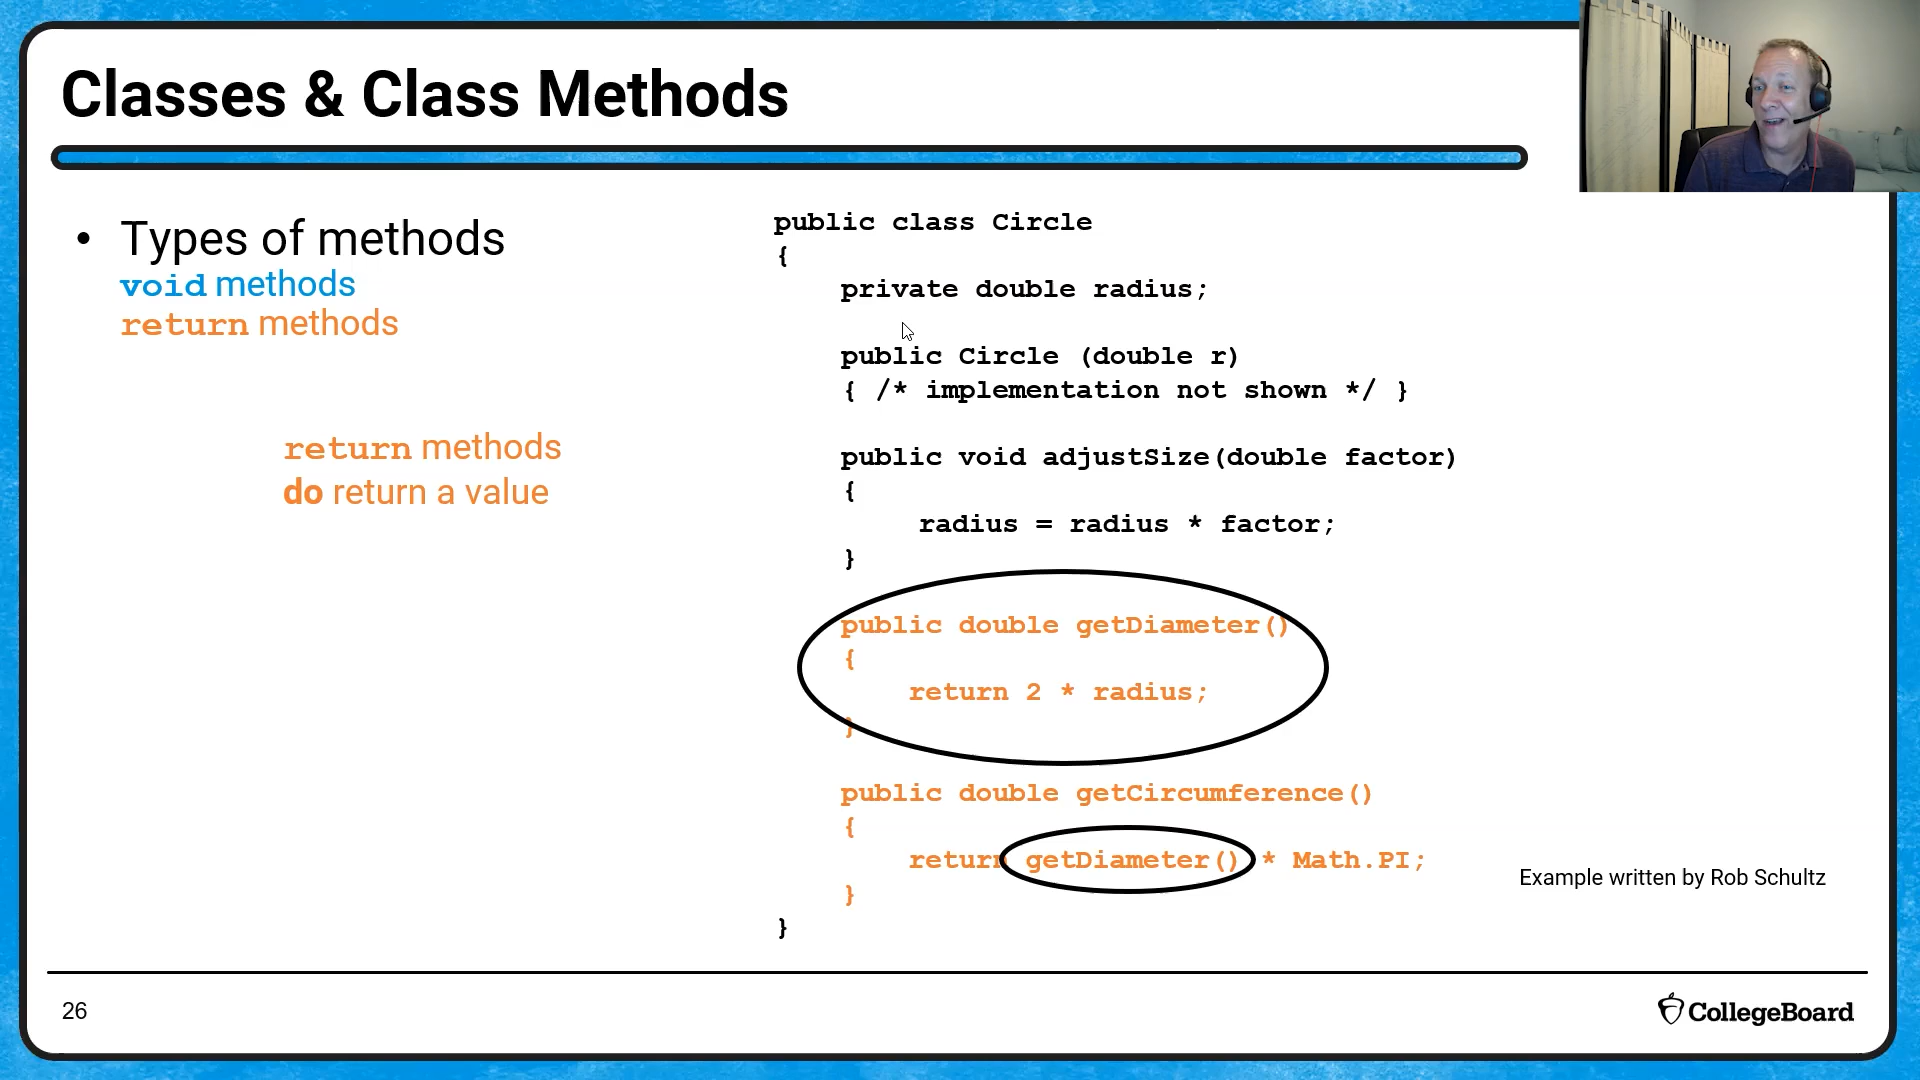 Classes & Class Methods
• Types of methods
void methods
return methods
return methods
do return a value
public class Circle
{
private double radius;
public Circle (double r)
{ /* implementation not shown */ }
public void adjustSize(double factor)
{
radius = radius * factor;
}
public double getDiameter()
{
return 2 * radius;
}
public double getCircumference()
{
return getDiameter() * Math.PI;
}
}
Example written by Rob Schultz
26
CollegeBoard